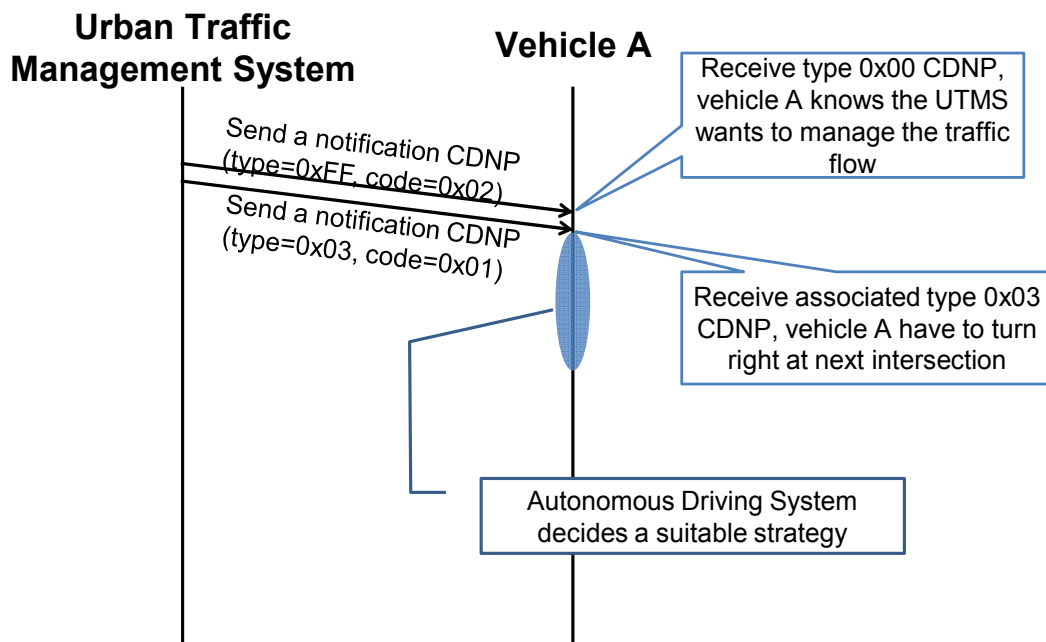 Urban Traffic
Management System
Vehicle A
Receive type 0x00 CDNP,
vehicle A knows the UTMS
wants to manage the traffic
flow
Send a notification CDNP
(type=0xFF, code=0x02)
Send a notification CDNP
(type=0x03, code=0x01)
Receive associated type 0x03
CDNP, vehicle A have to turn
right at next intersection
Autonomous Driving System
decides a suitable strategy